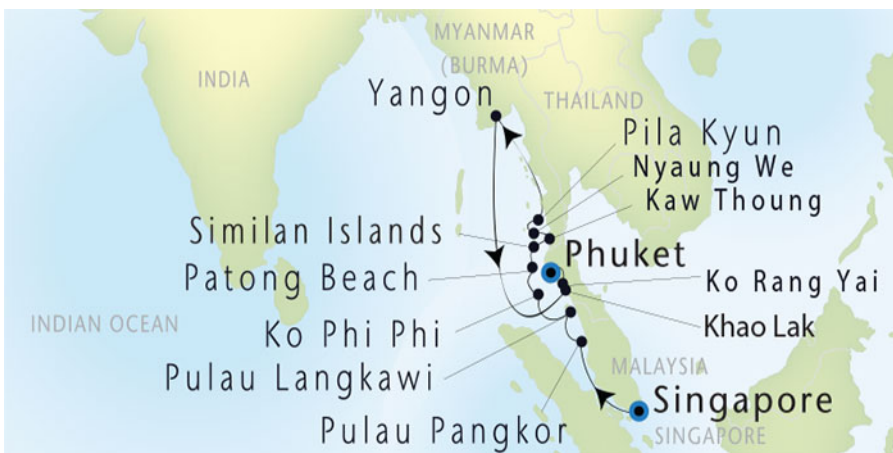 MYANMAR
(BURMA)
INDIA
Yangon
THAILAND
Pila Kyun
Nyaung We
Kaw Thoung
Similan Islands
Phuket
Patong Beach
Ko Rang Yai
INDIAN OCEAN
Ko Phi Phi
Khao Lak
Pulau Langkawi
MALAYSIA
Singapore
Pulau Pangkor
SINGAPORE